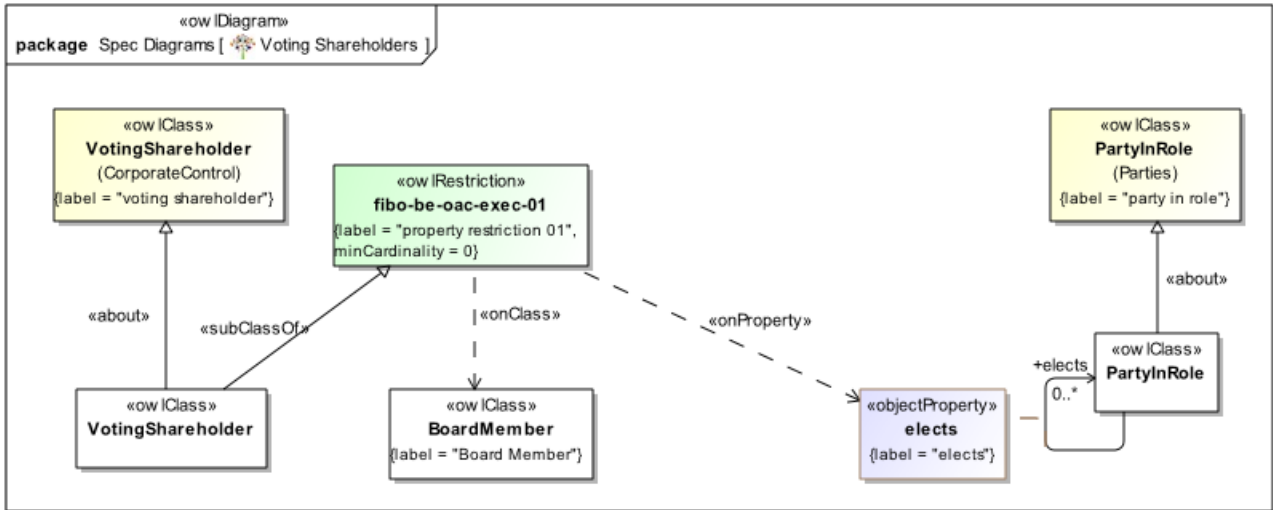 «owlDiagram»
package Spec Diagrams [ Voting Shareholders ]
«owlClass»
VotingShareholder
(CorporateControl)
{label = "voting shareholder"}
«owlRestriction»
fibo-be-oac-exec-01
{label = "property restriction 01",
minCardinality = 0}
«owlClass»
PartyInRole
(Parties)
{label = "party in role"}
«about»
«subClassOf»
«onClass»
«onProperty»
«about»
«owlClass»
VotingShareholder
«owlClass»
BoardMember
{label = "Board Member"}
«objectProperty»
elects
{label = "elects"}
+elects
0..*
«owlClass»
PartyInRole